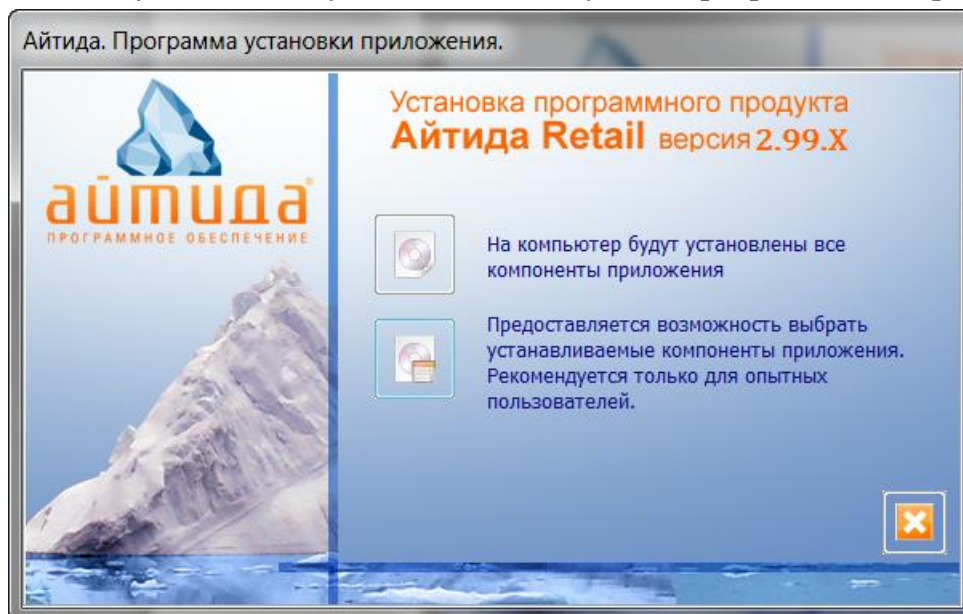 Айтида. Программа установки приложения.
Установка программного продукта
Айтида Retail версия 2.99.X
айтида
ПРОГРАММНОЕ ОБЕСПЕЧЕНИЕ
На компьютер будут установлены все
компоненты приложения
Предоставляется возможность выбрать
устанавливаемые компоненты приложения.
Рекомендуется только для опытных
пользователей.